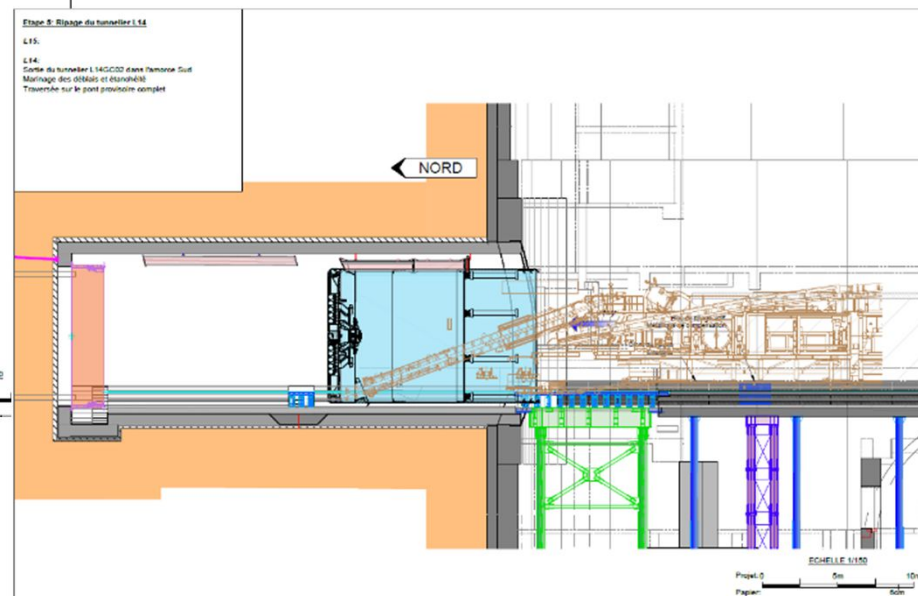 Etape 5: Ripage du tunnelier L14
L15:
L14:
Sortie du tunnelier L14GC02 dans l'amorce Sud
Marinage des déblais et étanchéité
Traversée sur le pont provisoire complet
NORD
ECHELLE 1/150
Projet: 0 5m 10m
Papier: 5cm